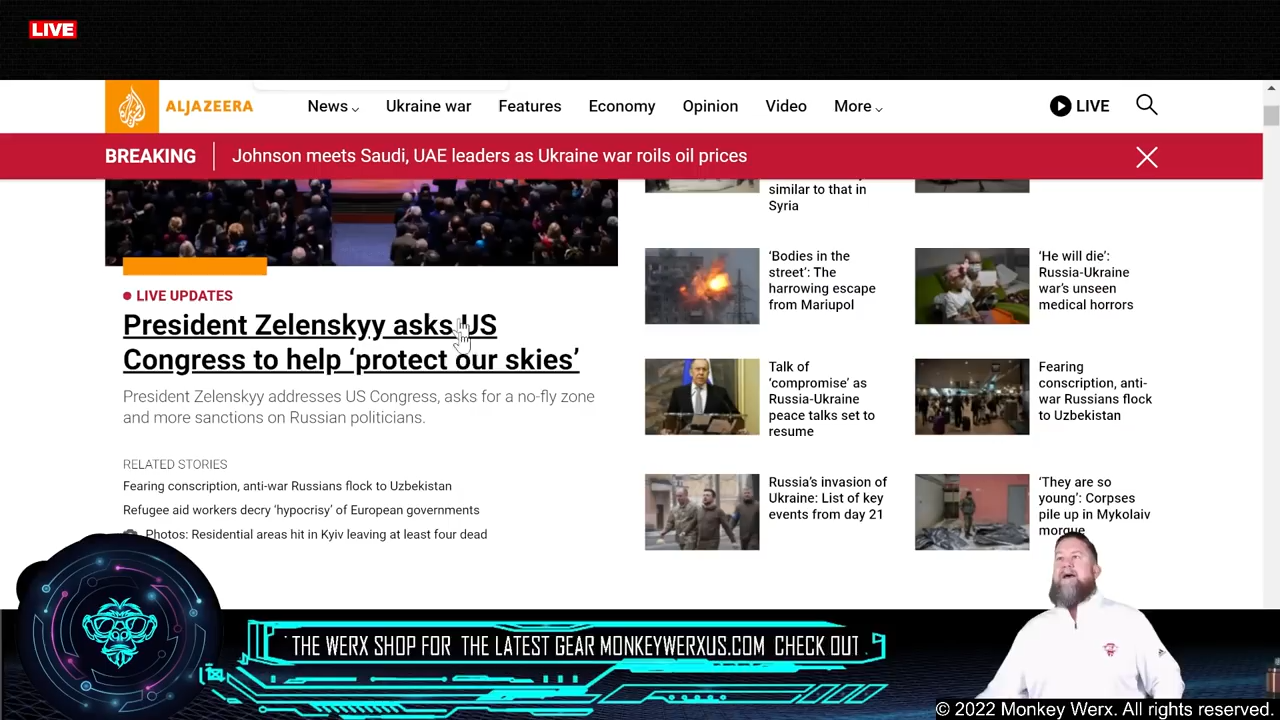 LIVE
ALJAZEERA
News
Ukraine war
Features
Economy
Opinion
Video
More
LIVE
BREAKING
Johnson meets Saudi, UAE leaders as Ukraine war roils oil prices
LIVE UPDATES
President Zelenskyy asks US
Congress to help ‘protect our skies’
President Zelenskyy addresses US Congress, asks for a no-fly zone
and more sanctions on Russian politicians.
RELATED STORIES
Fearing conscription, anti-war Russians flock to Uzbekistan
Refugee aid workers decry ‘hypocrisy’ of European governments
Photos: Residential areas hit in Kyiv leaving at least four dead
similar to that in
Syria
‘Bodies in the
street’: The
harrowing escape
from Mariupol
‘He will die’:
Russia-Ukraine
war’s unseen
medical horrors
Talk of
‘compromise’ as
Russia-Ukraine
peace talks set to
resume
Fearing
conscription, anti-
war Russians flock
to Uzbekistan
Russia’s invasion of
Ukraine: List of key
events from day 21
‘They are so
young’: Corpses
pile up in Mykolaiv
morgue
THE WERX SHOP FOR THE LATEST GEAR MONKEYWERXUS.COM CHECK OUT
© 2022 Monkey Werx. All rights reserved.